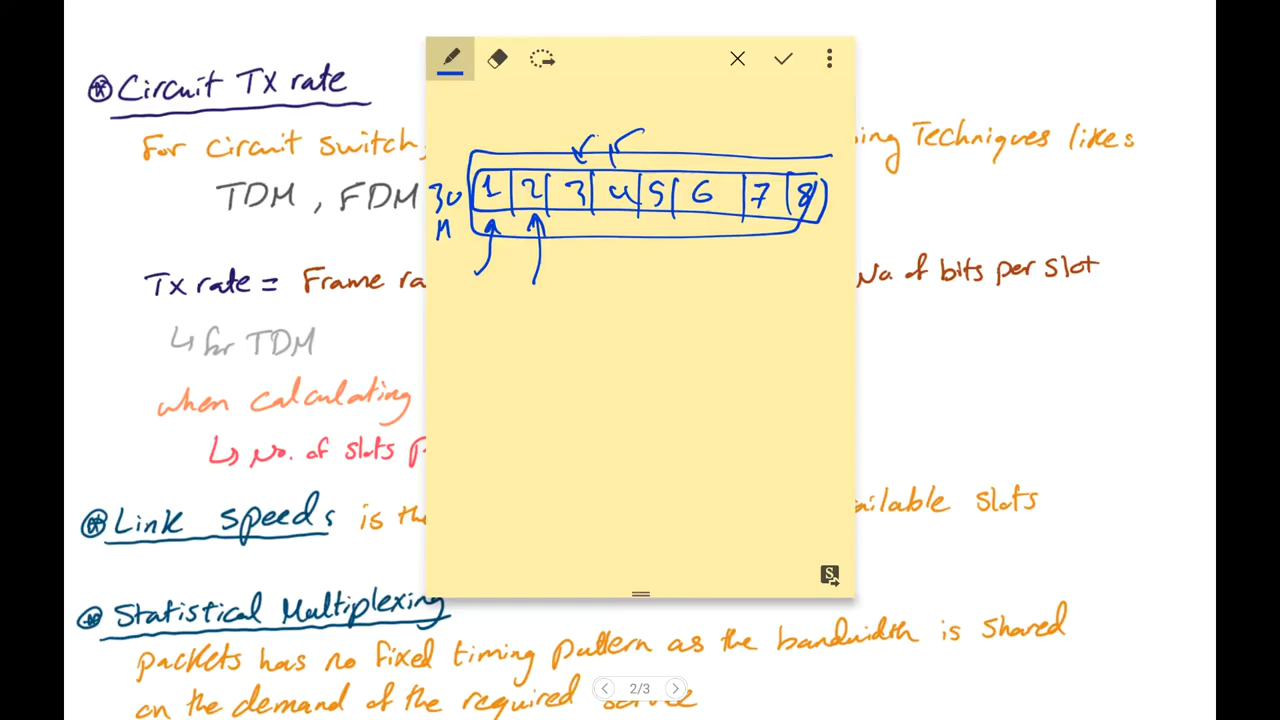 Circuit Tx rate
For circuit switch, ing Techniques likes
TDM, FDM
30 1 2 3 4 5 6 7 8
M
Tx rate = Frame ra No. of bits per slot
↳ for TDM
when calculating
↳ No. of slots p
Link speeds is the ailable slots
Statistical Multiplexing
packets has no fixed timing pattern as the bandwidth is shared
2/3
on the demand of the required service